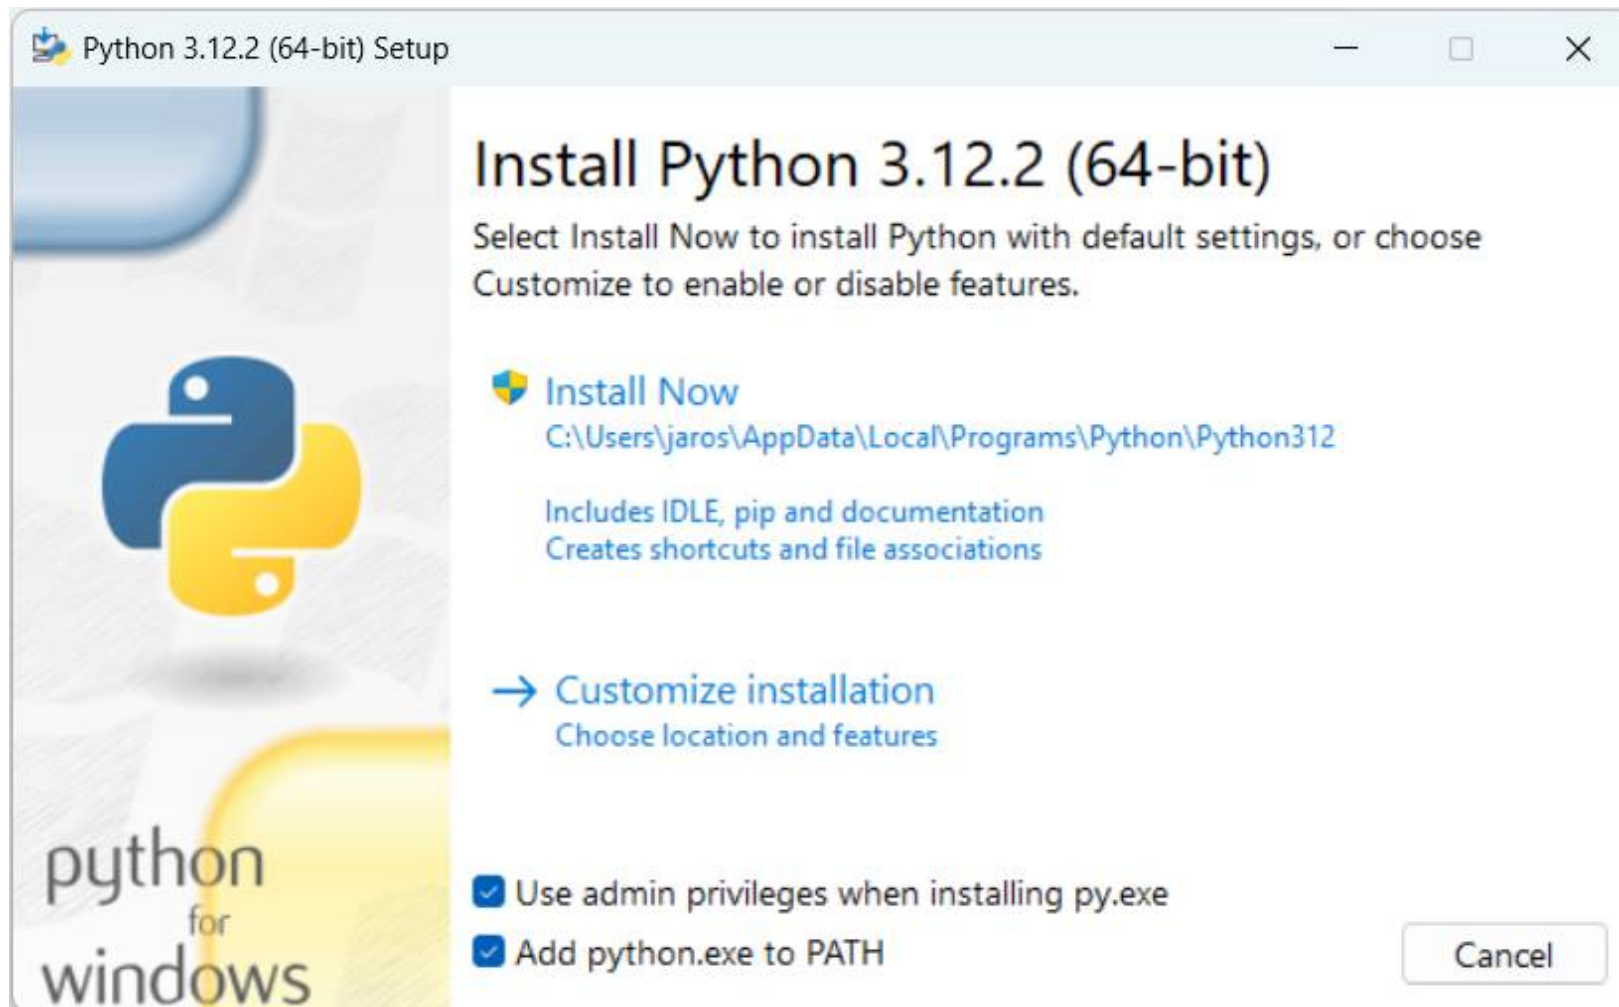 Python 3.12.2 (64-bit) Setup
Install Python 3.12.2 (64-bit)
Select Install Now to install Python with default settings, or choose
Customize to enable or disable features.
Install Now
C:\Users\jaros\AppData\Local\Programs\Python\Python312
Includes IDLE, pip and documentation
Creates shortcuts and file associations
Customize installation
Choose location and features
python
for
windows
Use admin privileges when installing py.exe
Add python.exe to PATH
Cancel